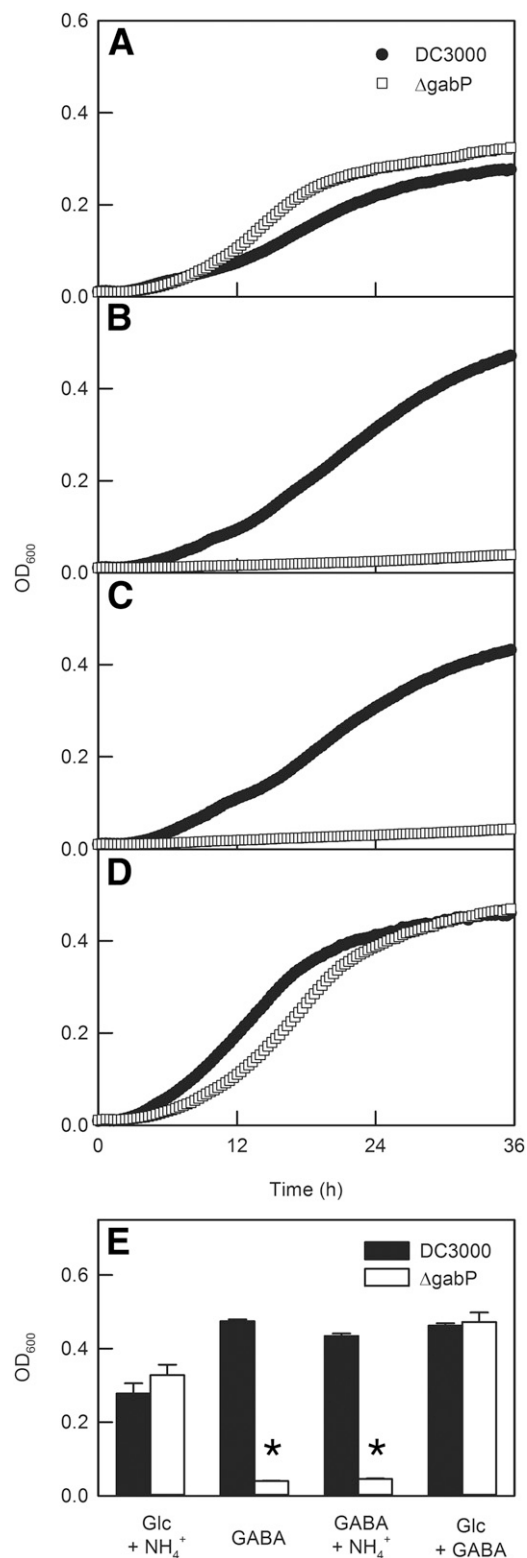 A
DC3000
ΔgabP
0.6
0.4
0.2
0.0
B
0.4
0.2
0.0
C
0.4
0.2
0.0
D
0.4
0.2
0.0
OD₆₀₀
0 12 24 36
Time (h)
E
DC3000
ΔgabP
0.6
0.4
0.2
0.0
OD₆₀₀
* *
Glc + NH₄⁺
GABA
GABA + NH₄⁺
Glc + GABA